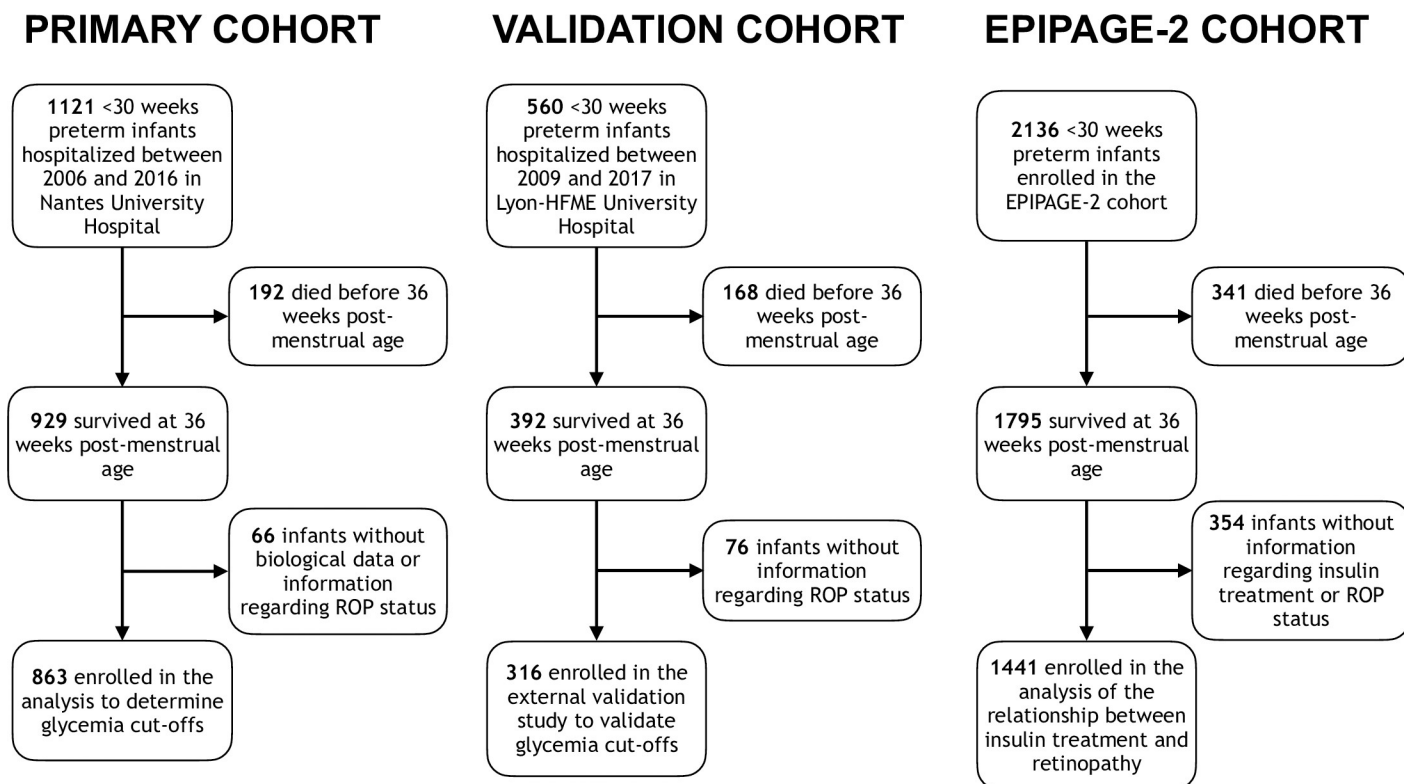 PRIMARY COHORT
1121 <30 weeks
preterm infants
hospitalized between
2006 and 2016 in
Nantes University
Hospital
192 died before 36
weeks post-
menstrual age
929 survived at 36
weeks post-menstrual
age
66 infants without
biological data or
information
regarding ROP status
863 enrolled in the
analysis to determine
glycemia cut-offs
VALIDATION COHORT
560 <30 weeks
preterm infants
hospitalized between
2009 and 2017 in
Lyon-HFME University
Hospital
168 died before 36
weeks post-
menstrual age
392 survived at 36
weeks post-menstrual
age
76 infants without
information
regarding ROP status
316 enrolled in the
external validation
study to validate
glycemia cut-offs
EPIPAGE-2 COHORT
2136 <30 weeks
preterm infants
enrolled in the
EPIPAGE-2 cohort
341 died before 36
weeks post-
menstrual age
1795 survived at 36
weeks post-menstrual
age
354 infants without
information
regarding insulin
treatment or ROP
status
1441 enrolled in the
analysis of the
relationship between
insulin treatment and
retinopathy